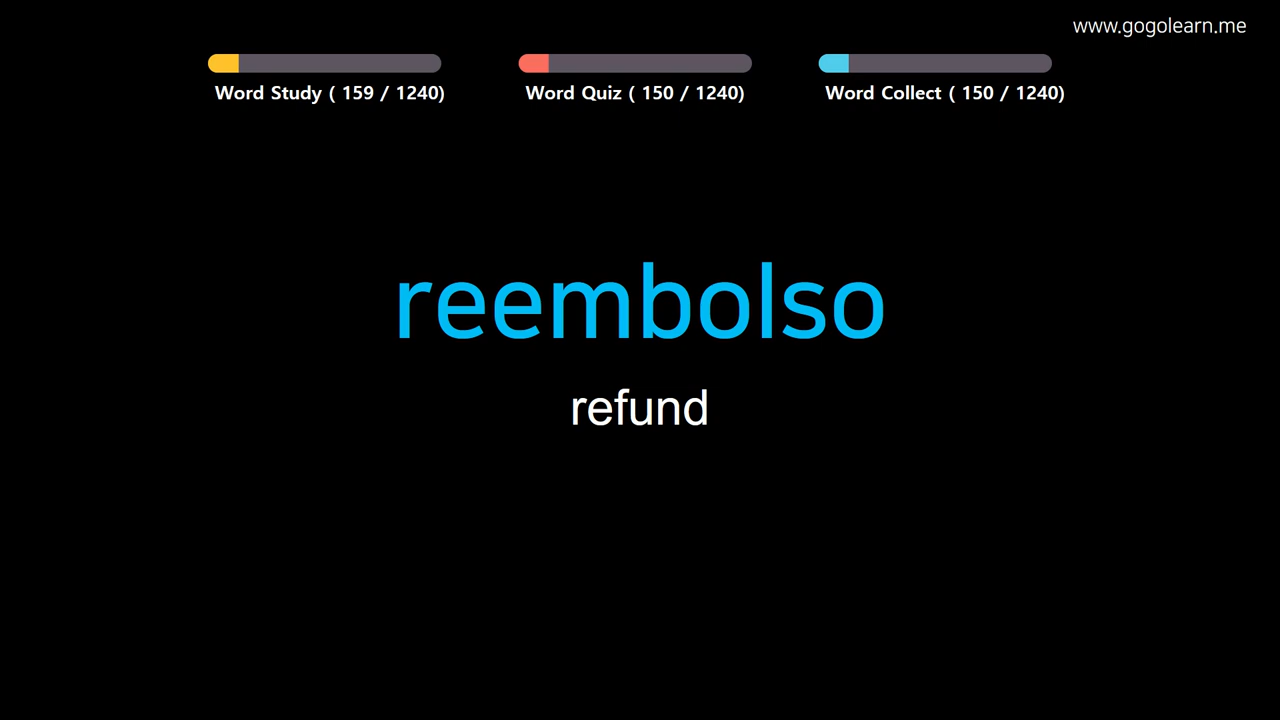 www.gogolearn.me
Word Study ( 159 / 1240)
Word Quiz ( 150 / 1240)
Word Collect ( 150 / 1240)
reembolso
refund